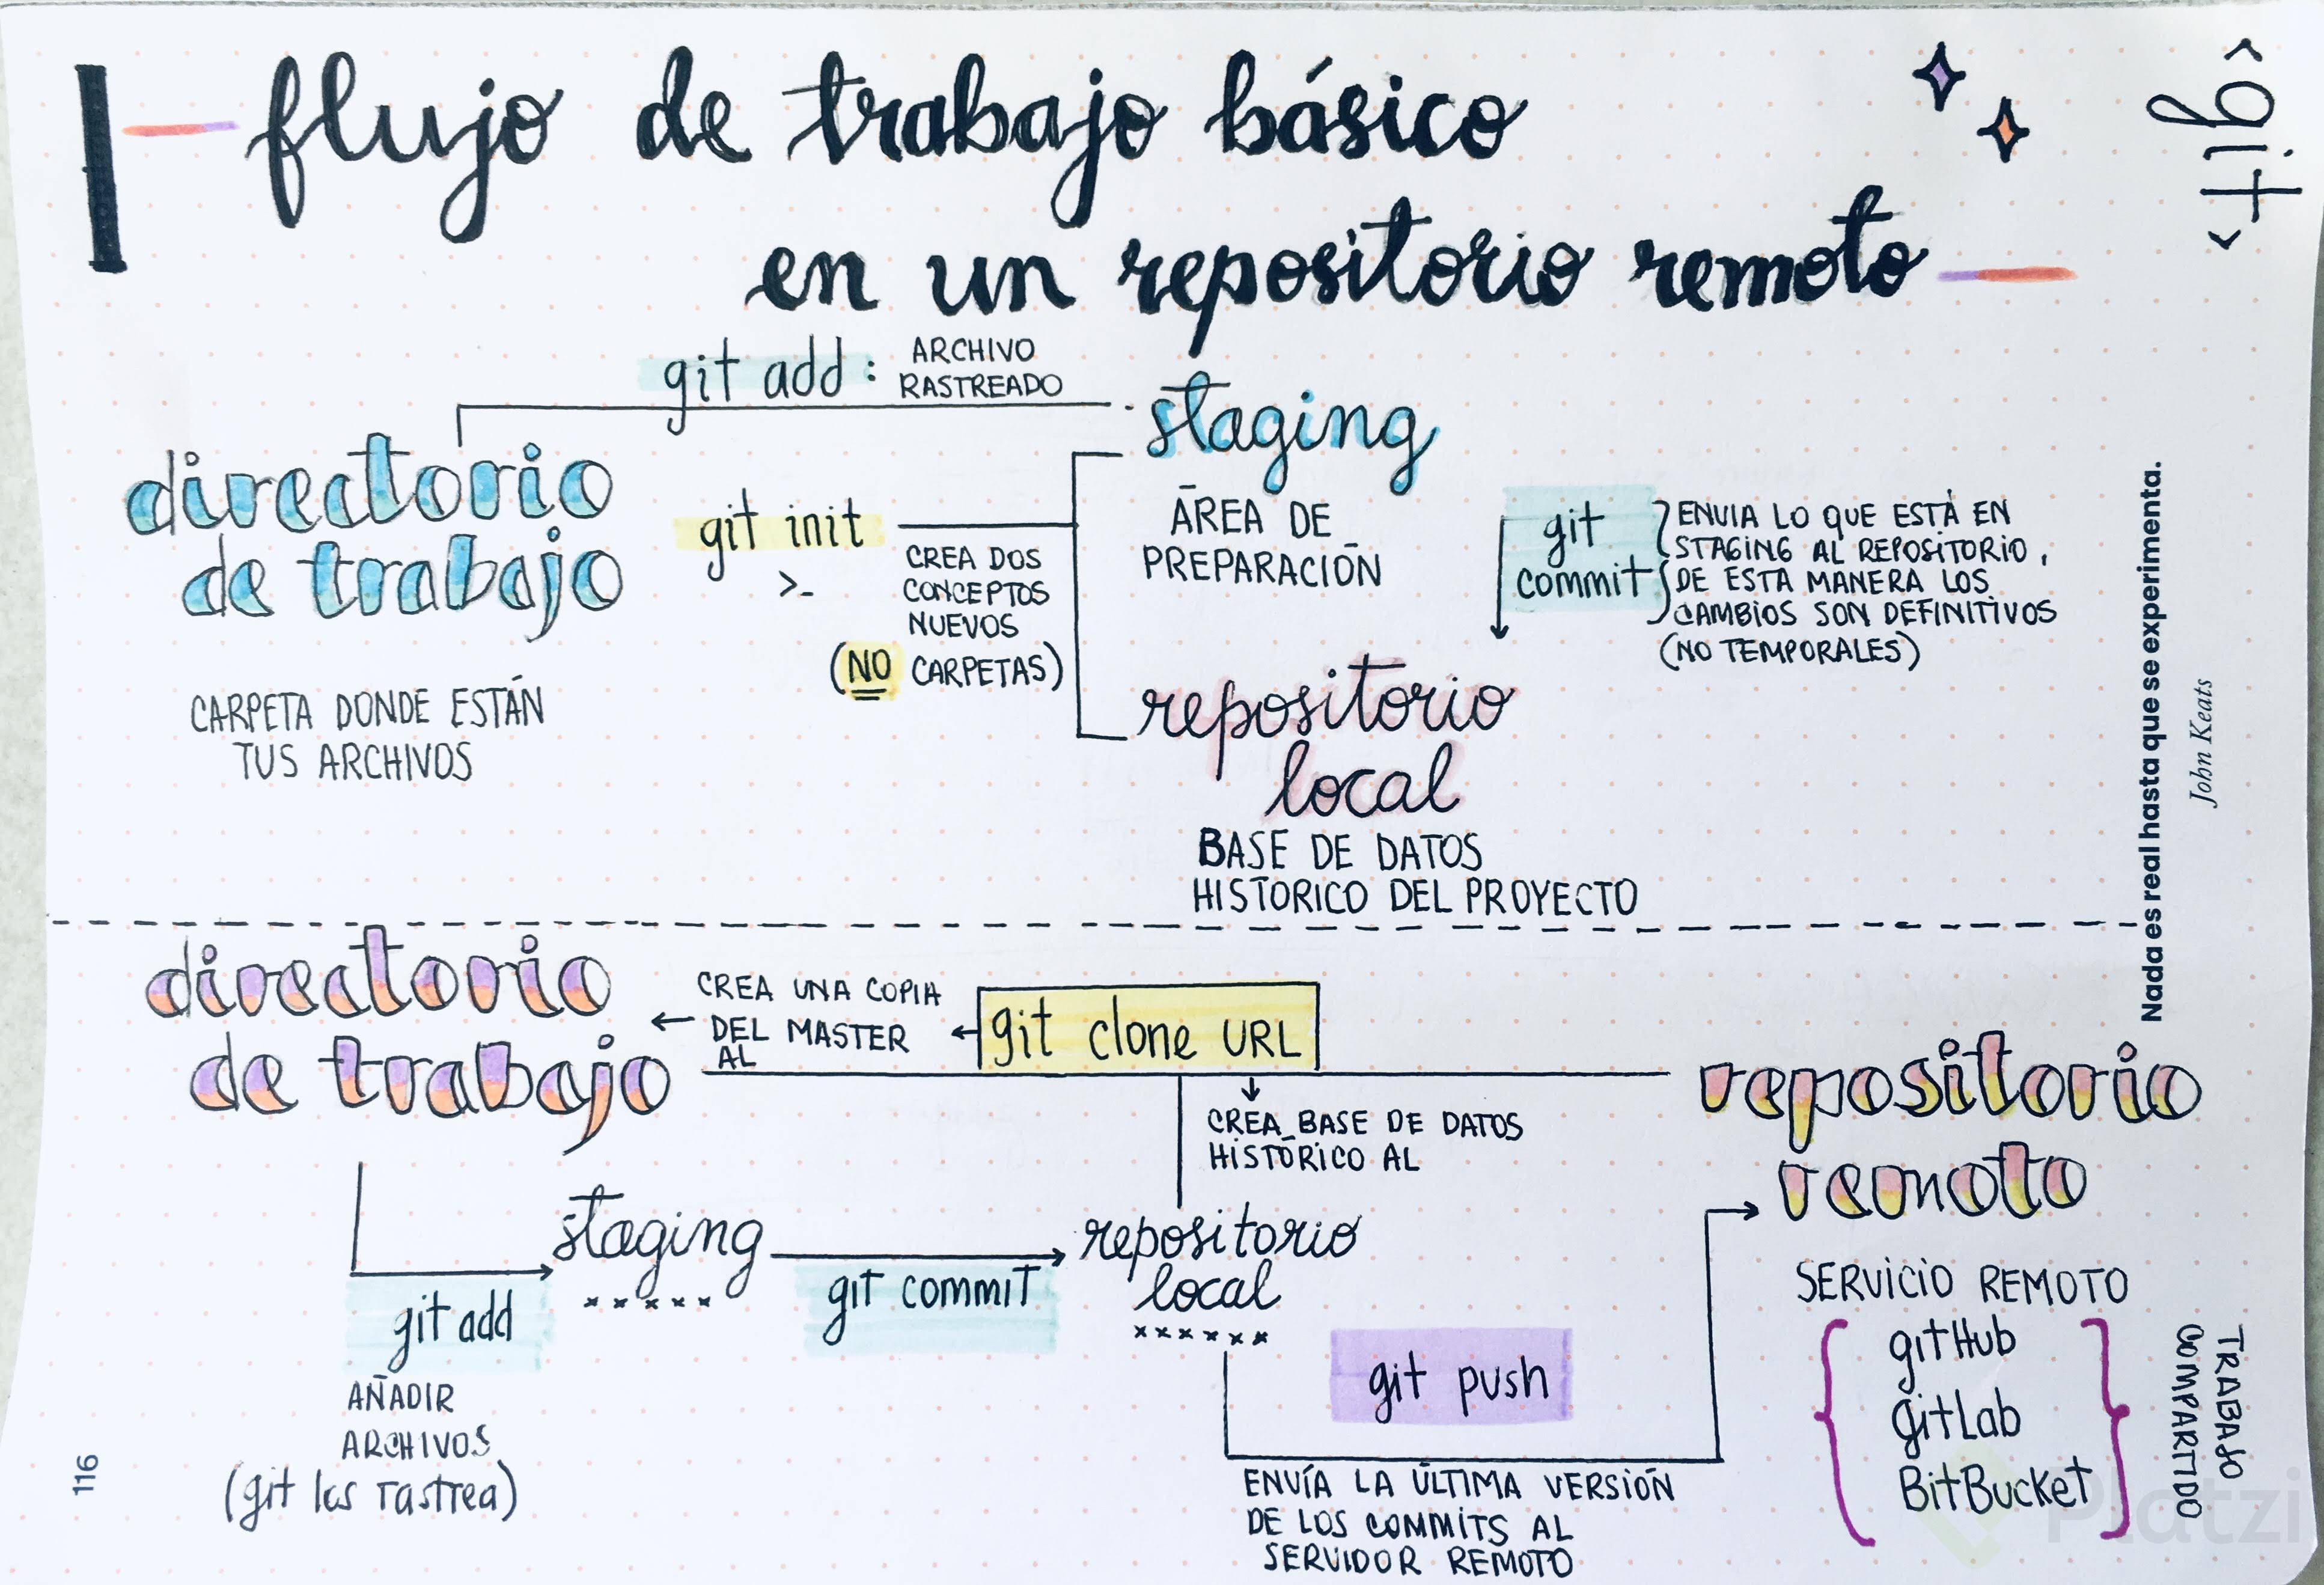 flujo de trabajo básico
en un repositorio remoto
<git>
git add: ARCHIVO
RASTREADO
directorio
de trabajo
CARPETA DONDE ESTÁN
TUS ARCHIVOS
git init
>_
CREA DOS
CONCEPTOS
NUEVOS
(NO CARPETAS)
staging
ÁREA DE
PREPARACIÓN
git
commit
ENVIA LO QUE ESTÁ EN
STAGING AL REPOSITORIO,
DE ESTA MANERA LOS
CAMBIOS SON DEFINITIVOS
(NO TEMPORALES)
repositorio
local
BASE DE DATOS
HISTORICO DEL PROYECTO
Nada es real hasta que se experimenta.
John Keats
directorio
de trabajo
CREA UNA COPIA
DEL MASTER
AL
git clone URL
CREA BASE DE DATOS
HISTÓRICO AL
repositorio
remoto
staging
xxxxx
git commit
repositorio
local
xxxxxx
git add
AÑADIR
ARCHIVOS
(git los rastrea)
git push
ENVÍA LA ÚLTIMA VERSIÓN
DE LOS COMMITS AL
SERVIDOR REMOTO
SERVICIO REMOTO
gitHub
gitLab
BitBucket
TRABAJO
COMPARTIDO
116
Platzi